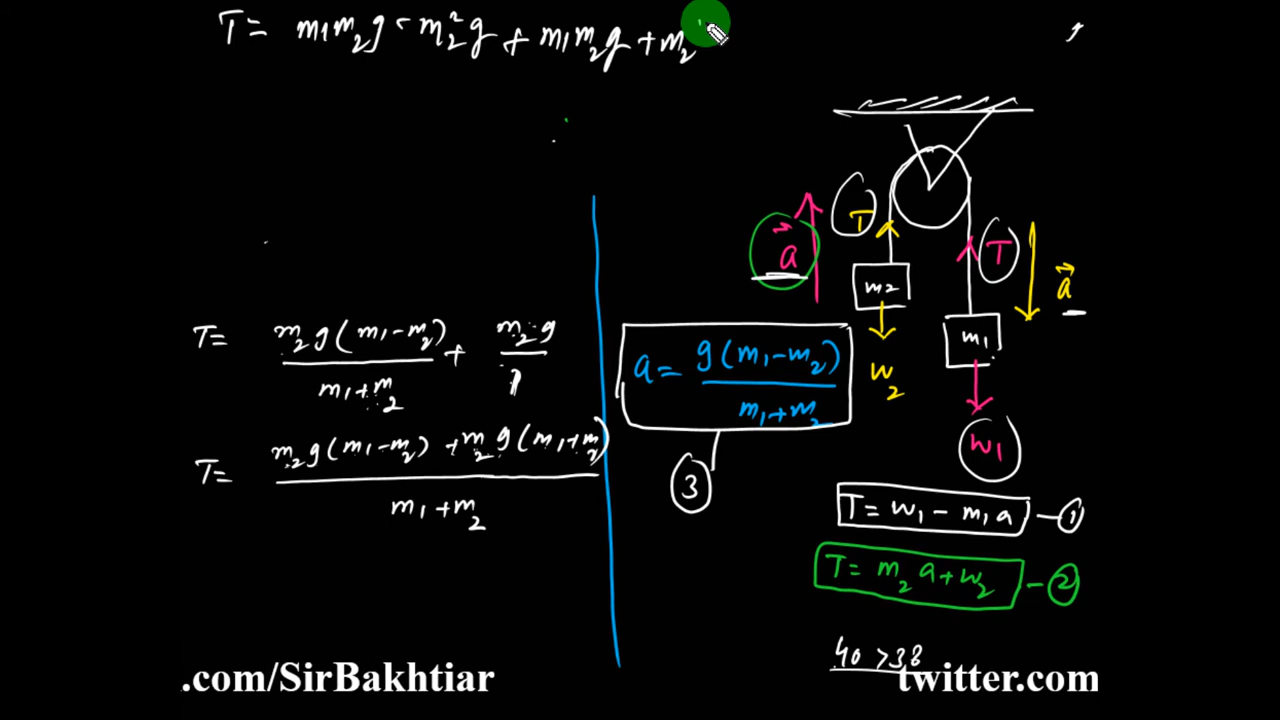 T= m₁m₂g - m₂²g + m₁m₂g + m₂
T= m₂g(m₁-m₂)/m₁+m₂ + m₂g/1
T= m₂g(m₁-m₂) + m₂g(m₁+m₂)/m₁+m₂
a= g(m₁-m₂)/m₁+m₂
3
T
T
a
a
m2
m1
w₂
w1
T= w₁ - m₁a -1
T= m₂a+w₂ -2
40 >38
.com/SirBakhtiar
twitter.com